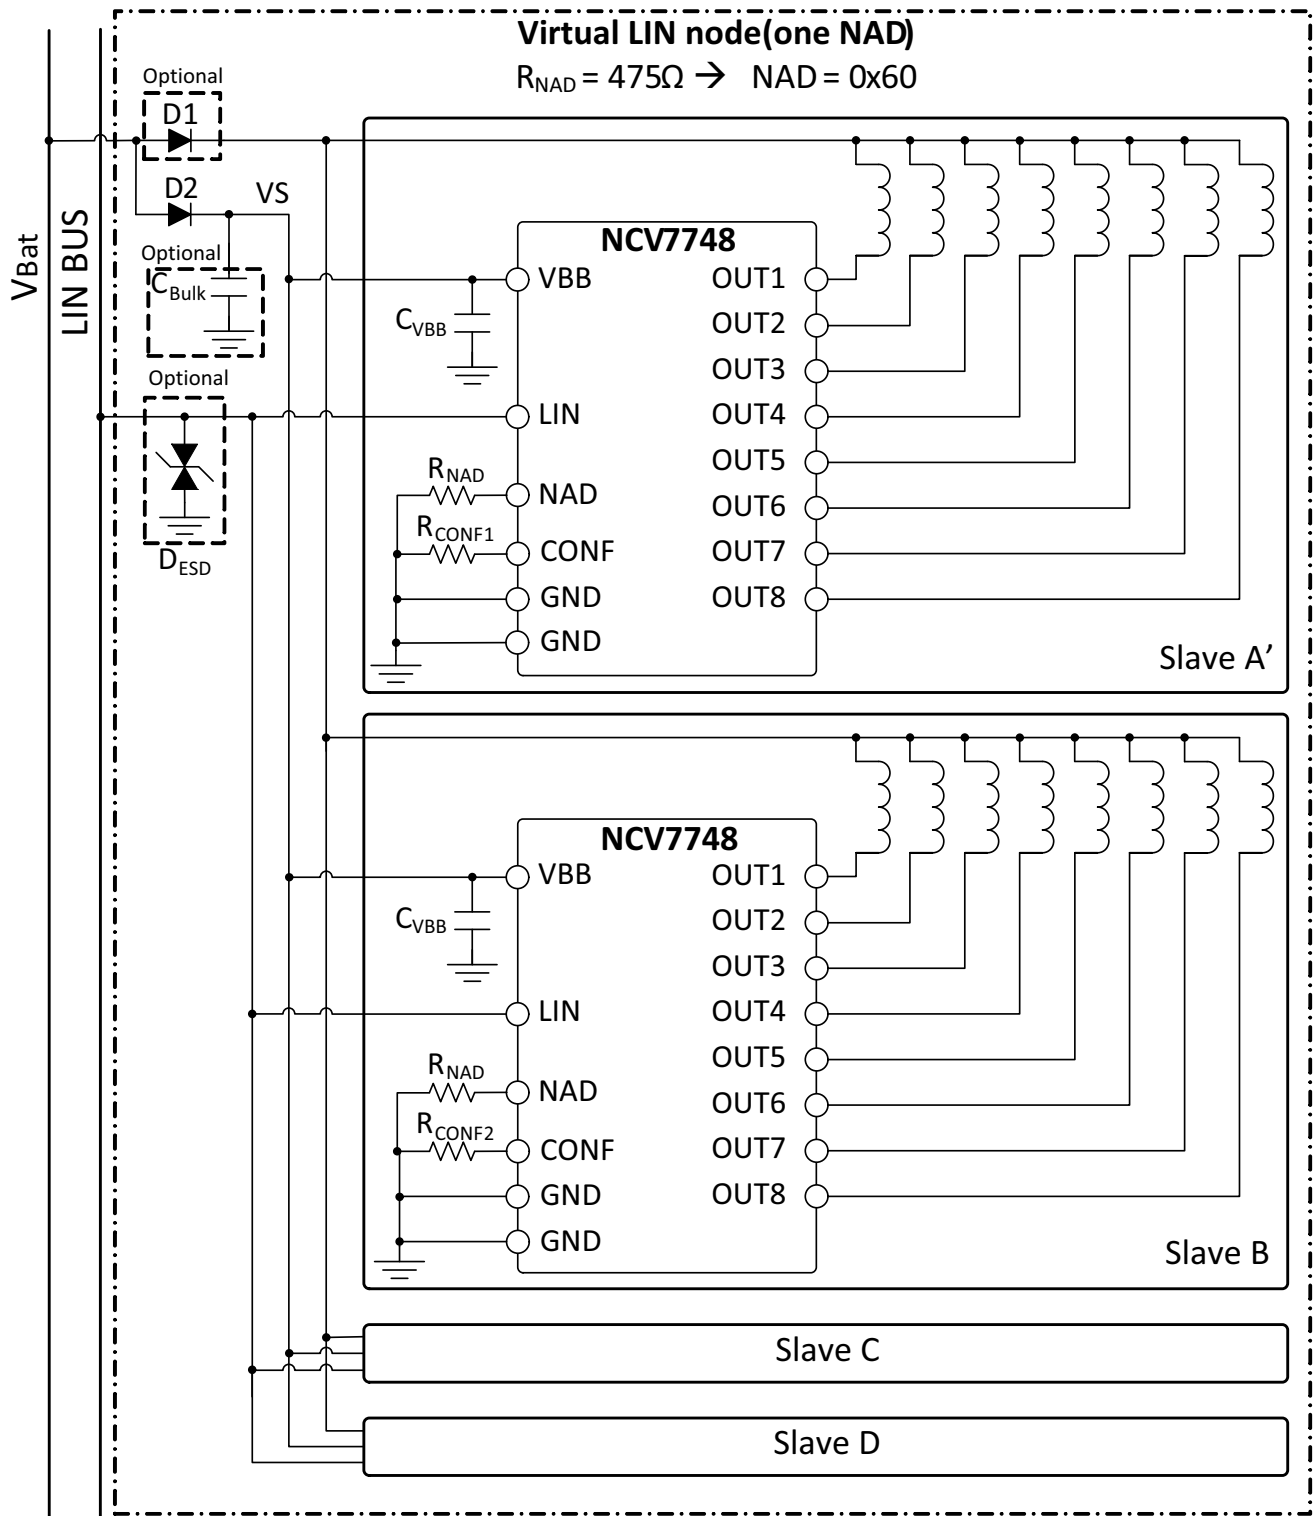 Virtual LIN node(one NAD)
RNAD = 475Ω → NAD = 0x60
VBat
LIN BUS
Optional
D1
D2
VS
Optional
CBulk
Optional
DESD
NCV7748
VBB
CVBB
LIN
RNAD
NAD
RCONF1
CONF
GND
GND
OUT1
OUT2
OUT3
OUT4
OUT5
OUT6
OUT7
OUT8
Slave A’
NCV7748
VBB
CVBB
LIN
RNAD
NAD
RCONF2
CONF
GND
GND
OUT1
OUT2
OUT3
OUT4
OUT5
OUT6
OUT7
OUT8
Slave B
Slave C
Slave D